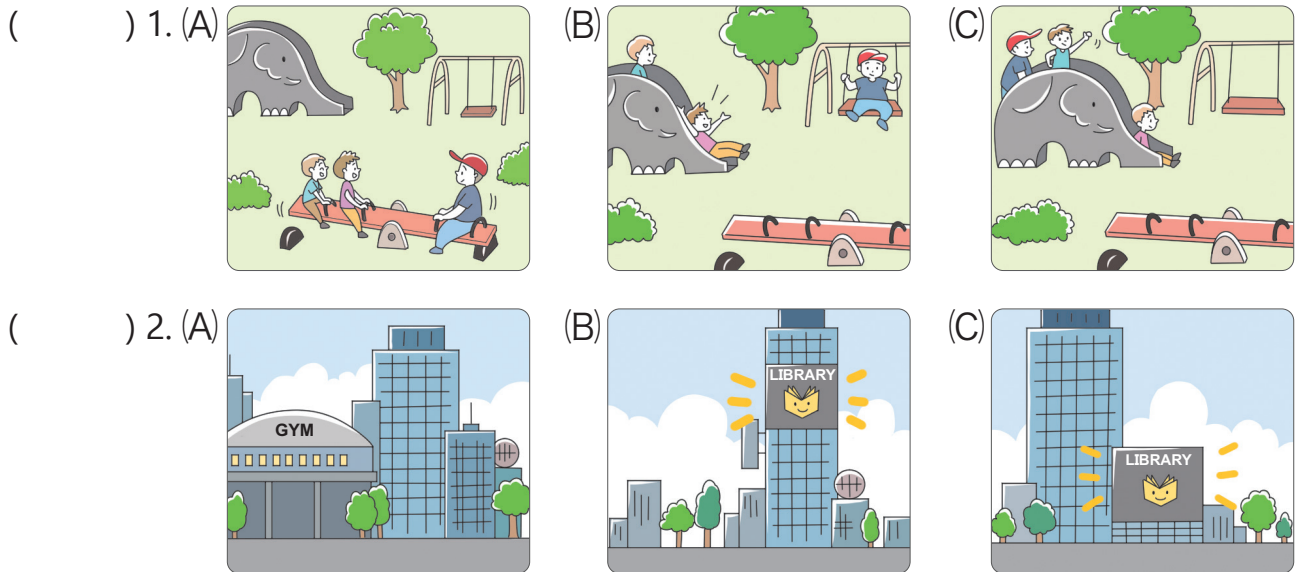 ( ) 1. (A) (B) (C)
( ) 2. (A) (B) (C)
GYM
LIBRARY
LIBRARY